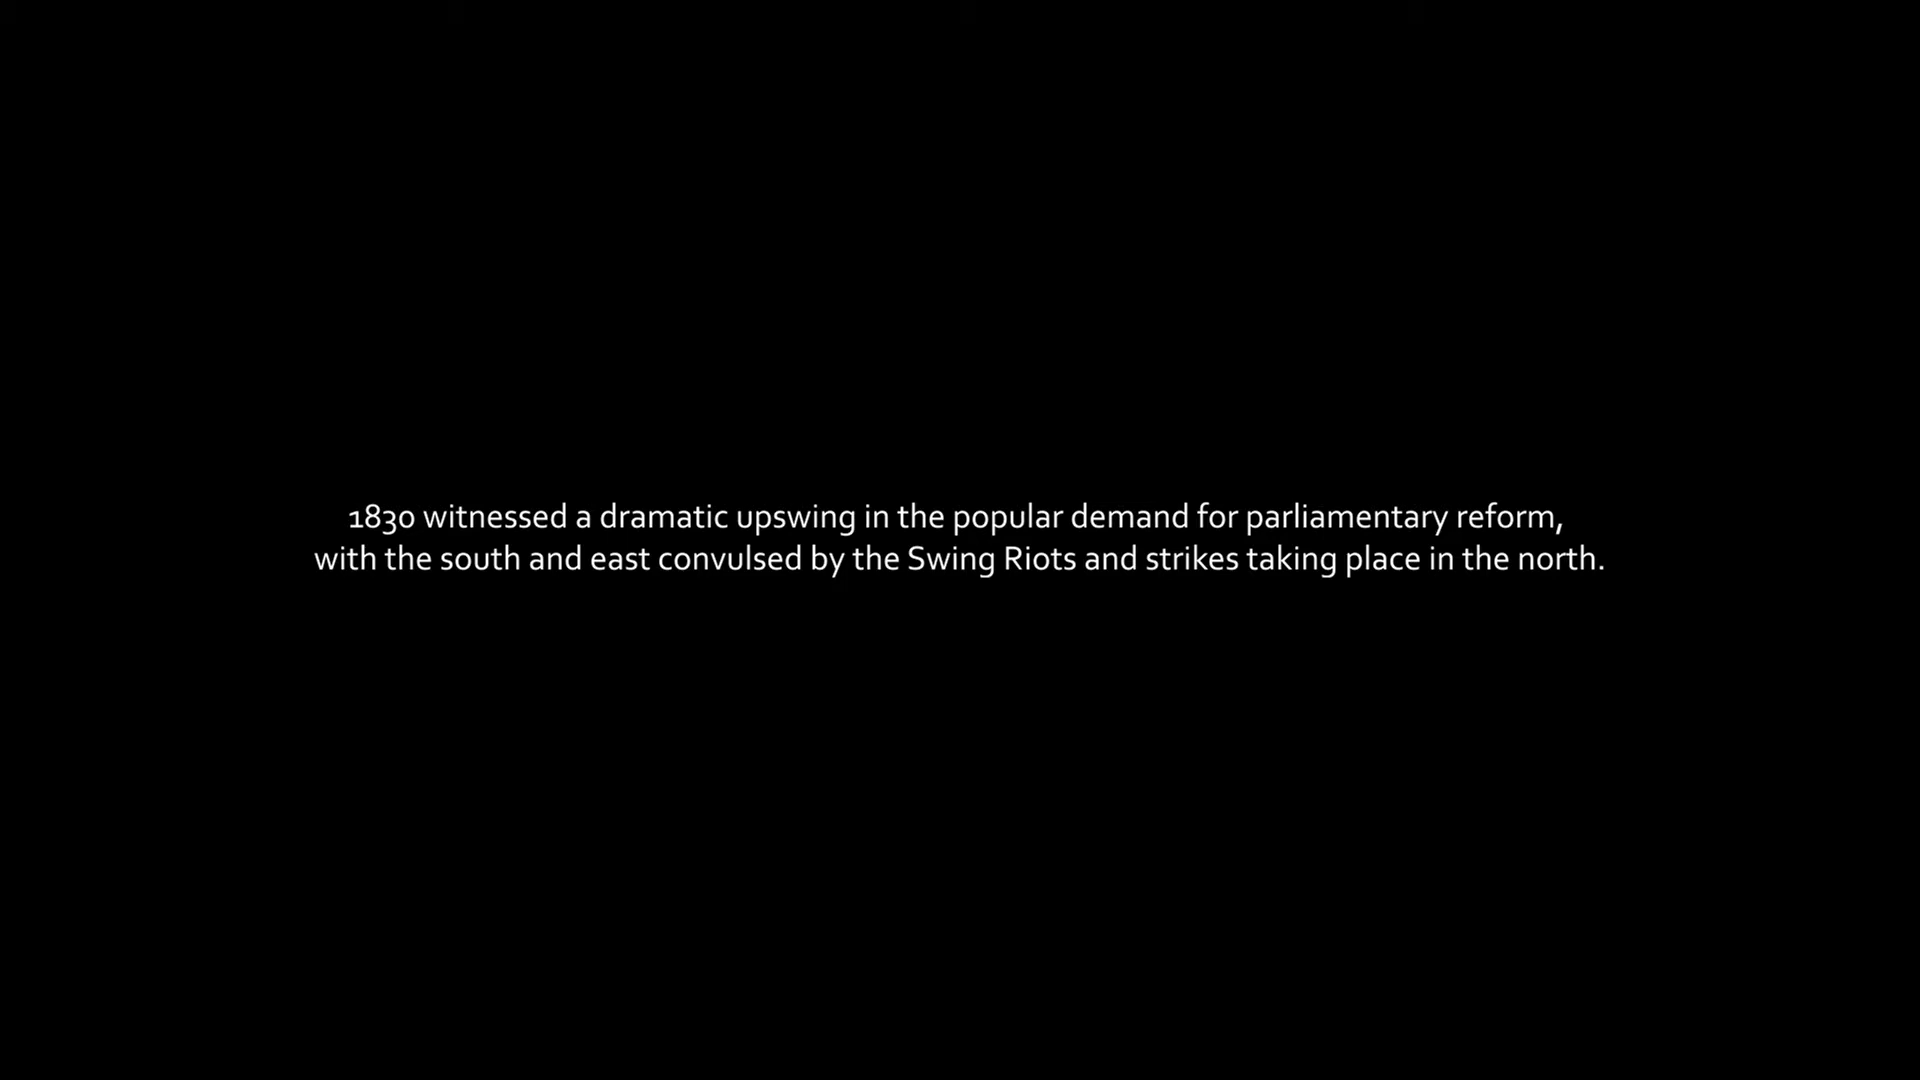 1830 witnessed a dramatic upswing in the popular demand for parliamentary reform,
with the south and east convulsed by the Swing Riots and strikes taking place in the north.